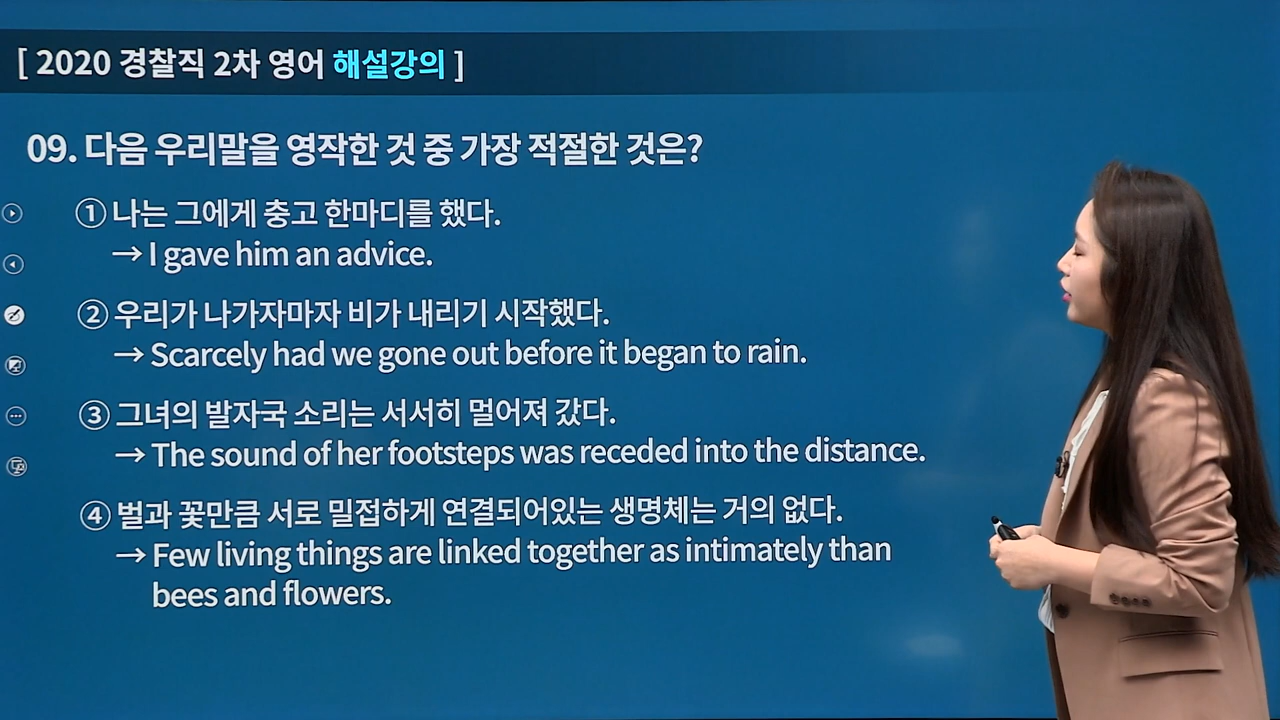 [ 2020 경찰직 2차 영어 해설강의 ]
09. 다음 우리말을 영작한 것 중 가장 적절한 것은?
① 나는 그에게 충고 한마디를 했다.
→ I gave him an advice.
② 우리가 나가자마자 비가 내리기 시작했다.
→ Scarcely had we gone out before it began to rain.
③ 그녀의 발자국 소리는 서서히 멀어져 갔다.
→ The sound of her footsteps was receded into the distance.
④ 벌과 꽃만큼 서로 밀접하게 연결되어있는 생명체는 거의 없다.
→ Few living things are linked together as intimately than
bees and flowers.